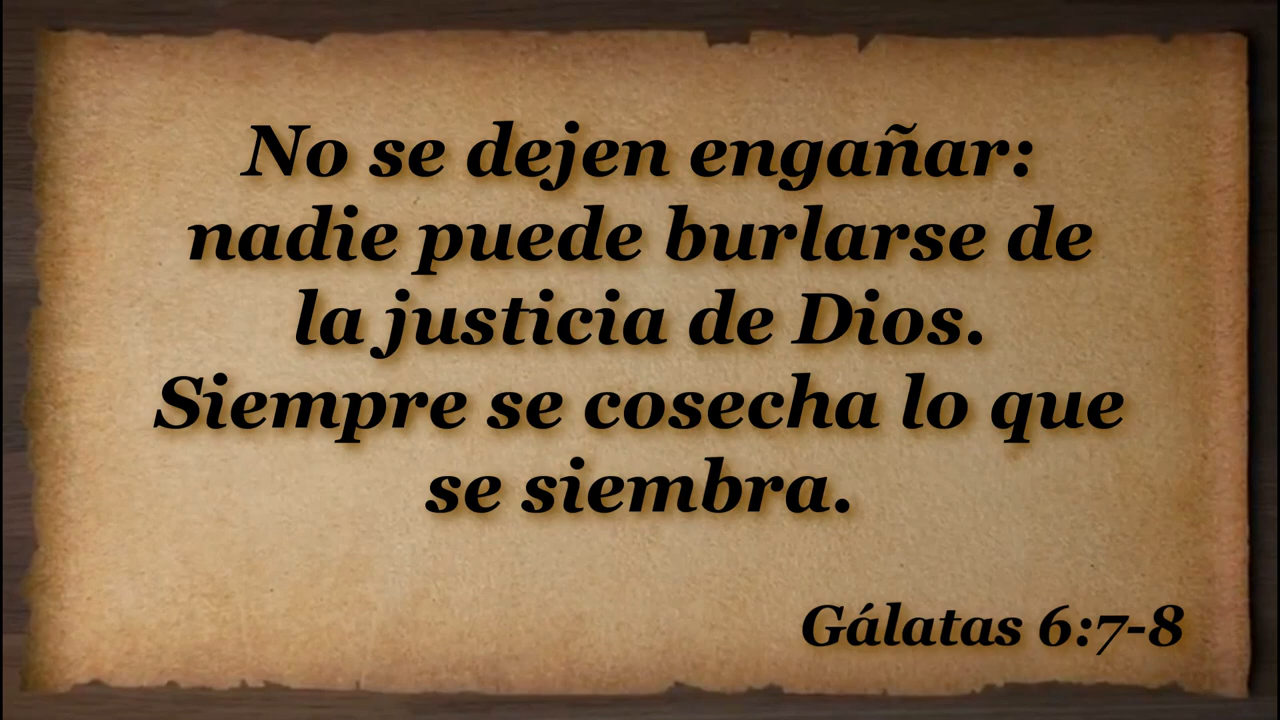 No se dejen engañar:
nadie puede burlarse de
la justicia de Dios.
Siempre se cosecha lo que
se siembra.
Gálatas 6:7-8